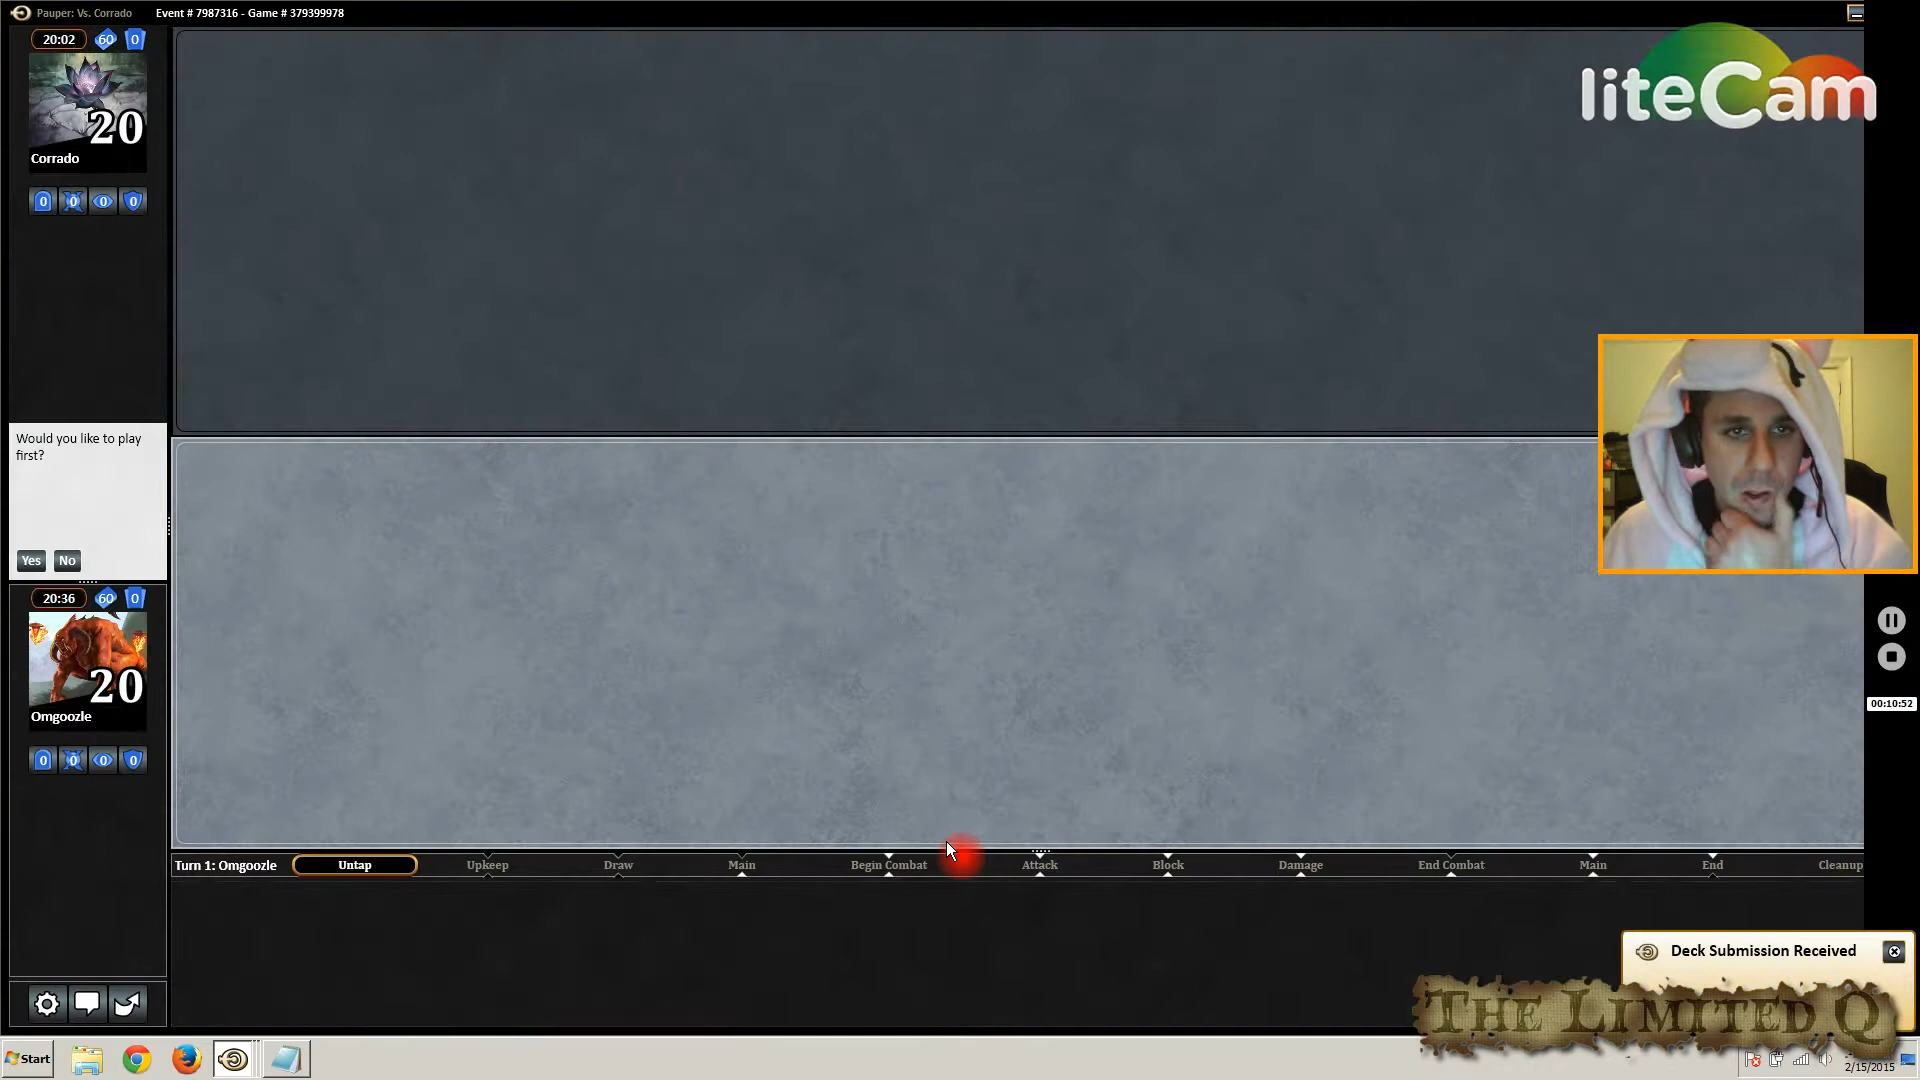 Pauper: Vs. Corrado Event # 7987316 - Game # 379399978
20:02 60 0
20
Corrado
0 0 0 0
liteCam
Would you like to play
first?
Yes No
20:36 60 0
20
Omgoozle
0 0 0 0
00:10:52
Turn 1: Omgoozle Untap Upkeep Draw Main Begin Combat Attack Block Damage End Combat Main End Cleanup
Deck Submission Received
THE LIMITED Q
Start
2/15/2015